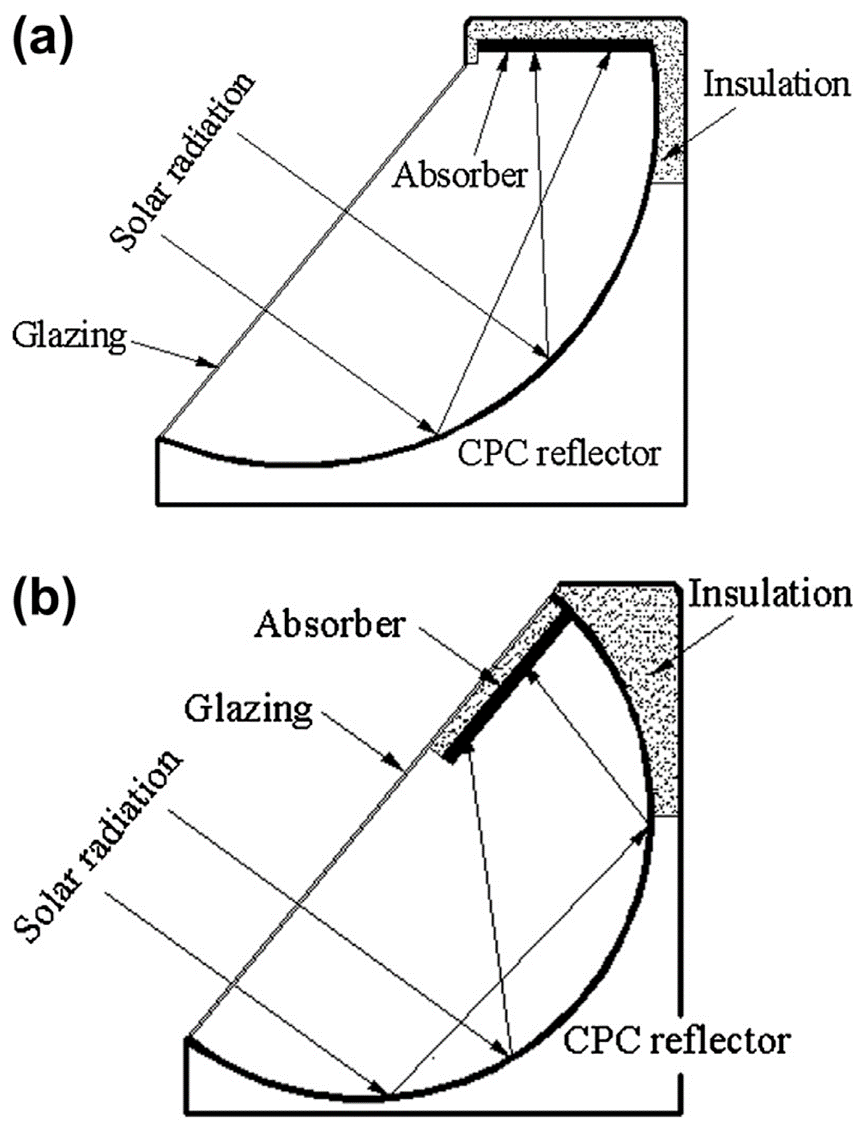 (a)
Solar radiation
Insulation
Absorber
Glazing
CPC reflector
(b)
Absorber
Insulation
Glazing
Solar radiation
CPC reflector